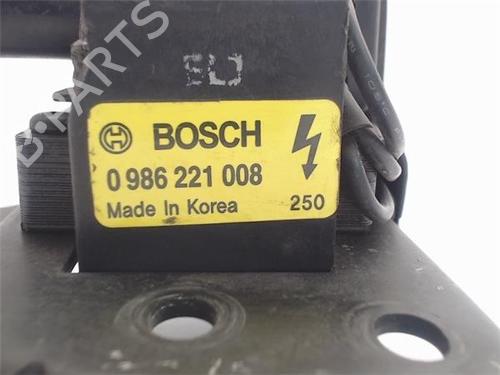 B-PARTS
BOSCH
0 986 221 008
Made In Korea 250